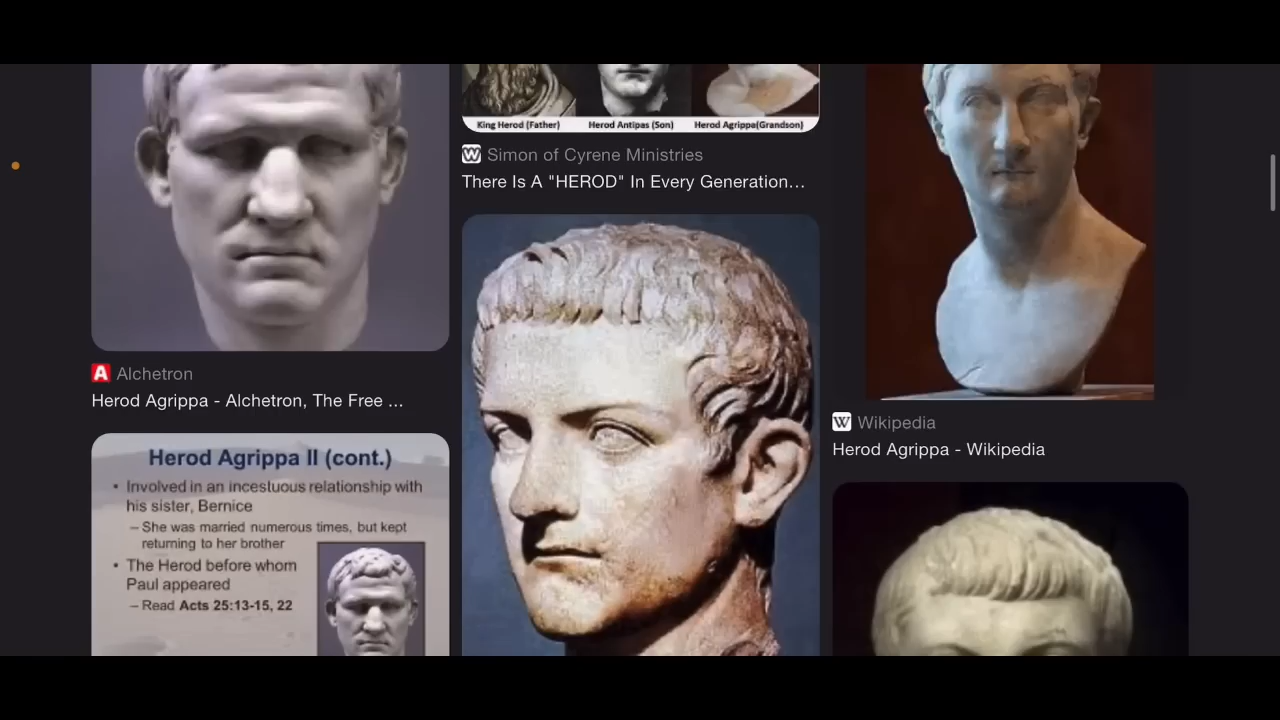 King Herod (Father) Herod Antipas (Son) Herod Agrippa(Grandson)
W Simon of Cyrene Ministries
There Is A "HEROD" In Every Generation...
A Alchetron
Herod Agrippa - Alchetron, The Free ...
W Wikipedia
Herod Agrippa - Wikipedia
Herod Agrippa II (cont.)
• Involved in an incestuous relationship with
his sister, Bernice
– She was married numerous times, but kept
returning to her brother
• The Herod before whom
Paul appeared
– Read Acts 25:13-15, 22